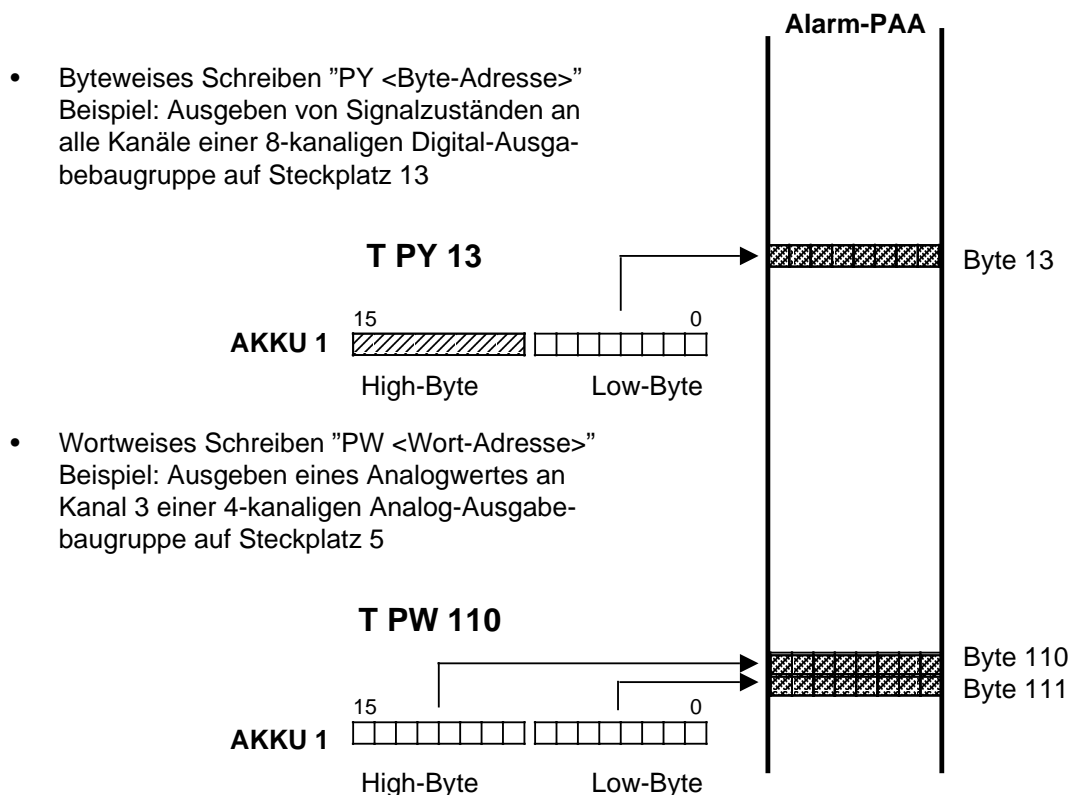 Alarm-PAA
• Byteweises Schreiben ”PY <Byte-Adresse>”
Beispiel: Ausgeben von Signalzuständen an
alle Kanäle einer 8-kanaligen Digital-Ausga-
bebaugruppe auf Steckplatz 13
T PY 13
Byte 13
15 0
AKKU 1
High-Byte Low-Byte
• Wortweises Schreiben ”PW <Wort-Adresse>”
Beispiel: Ausgeben eines Analogwertes an
Kanal 3 einer 4-kanaligen Analog-Ausgabe-
baugruppe auf Steckplatz 5
T PW 110
Byte 110
Byte 111
15 0
AKKU 1
High-Byte Low-Byte